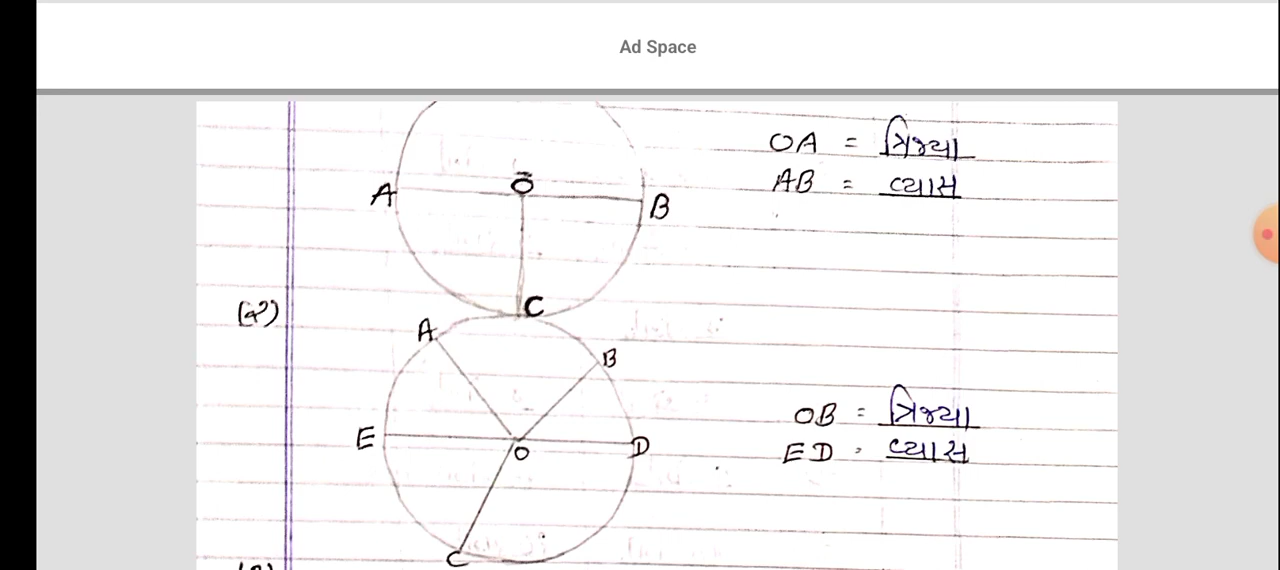 Ad Space
OA = ત્રિજ્યા
AB = વ્યાસ
A
O
B
C
(૨)
A
B
E
O
D
C
OB = ત્રિજ્યા
ED = વ્યાસ